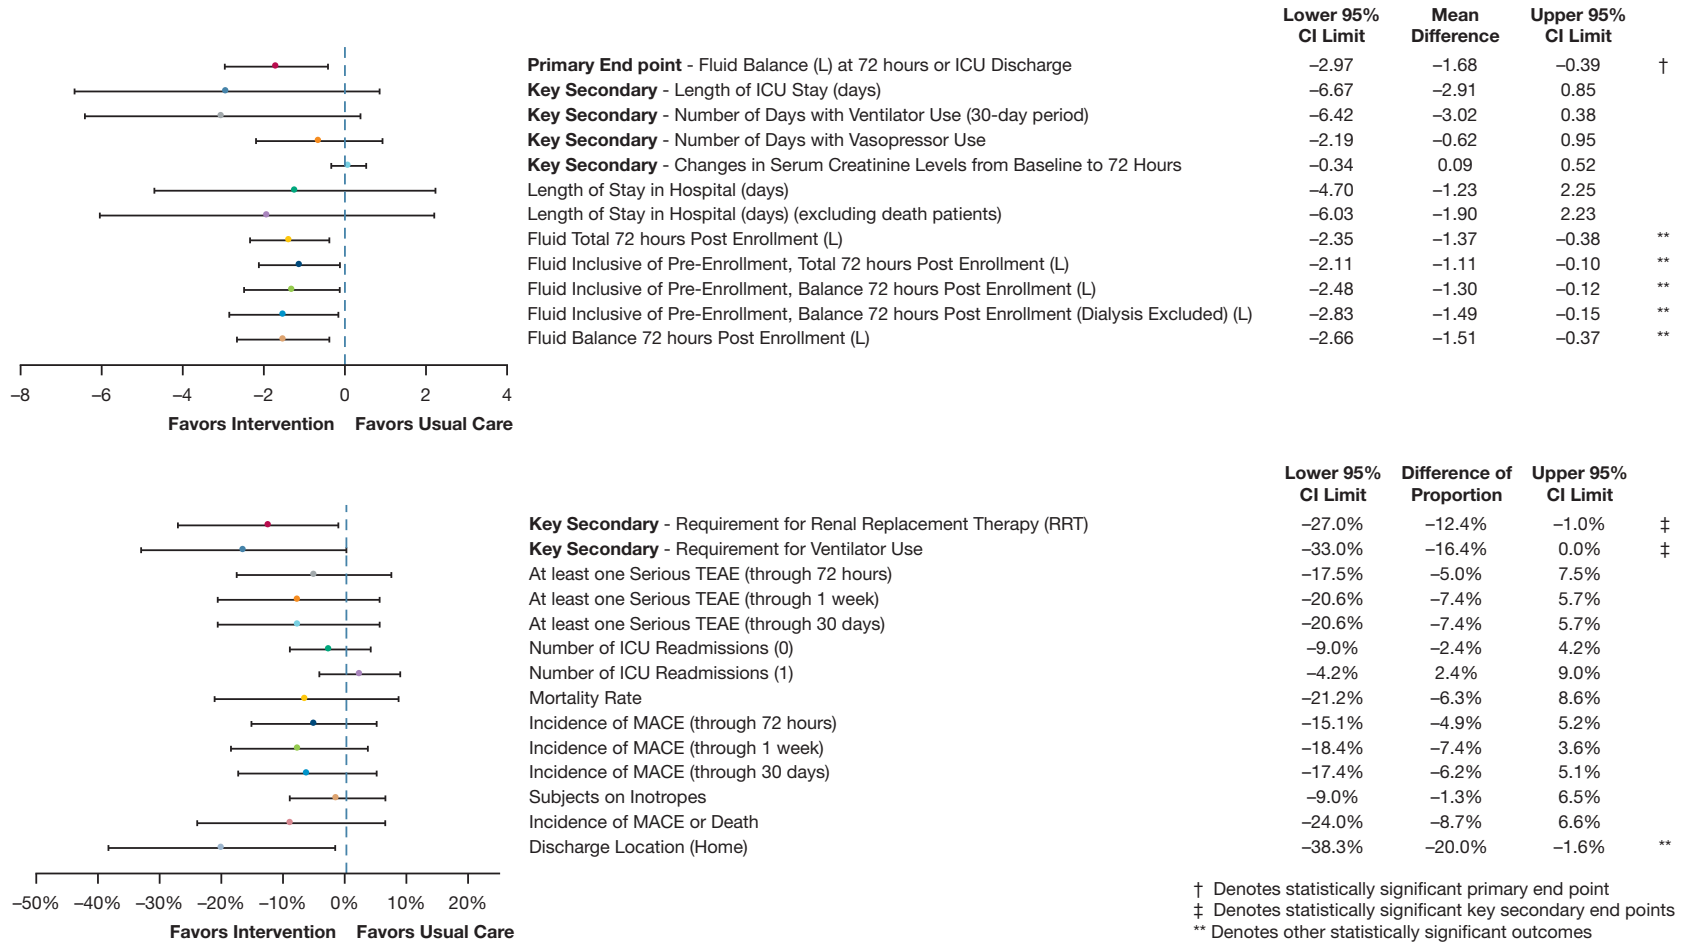 Lower 95% Mean Upper 95%
CI Limit Difference CI Limit
Primary End point - Fluid Balance (L) at 72 hours or ICU Discharge –2.97 –1.68 –0.39 †
Key Secondary - Length of ICU Stay (days) –6.67 –2.91 0.85
Key Secondary - Number of Days with Ventilator Use (30-day period) –6.42 –3.02 0.38
Key Secondary - Number of Days with Vasopressor Use –2.19 –0.62 0.95
Key Secondary - Changes in Serum Creatinine Levels from Baseline to 72 Hours –0.34 0.09 0.52
Length of Stay in Hospital (days) –4.70 –1.23 2.25
Length of Stay in Hospital (days) (excluding death patients) –6.03 –1.90 2.23
Fluid Total 72 hours Post Enrollment (L) –2.35 –1.37 –0.38 **
Fluid Inclusive of Pre-Enrollment, Total 72 hours Post Enrollment (L) –2.11 –1.11 –0.10 **
Fluid Inclusive of Pre-Enrollment, Balance 72 hours Post Enrollment (L) –2.48 –1.30 –0.12 **
Fluid Inclusive of Pre-Enrollment, Balance 72 hours Post Enrollment (Dialysis Excluded) (L) –2.83 –1.49 –0.15 **
Fluid Balance 72 hours Post Enrollment (L) –2.66 –1.51 –0.37 **
–8 –6 –4 –2 0 2 4
Favors Intervention Favors Usual Care
Lower 95% Difference of Upper 95%
CI Limit Proportion CI Limit
Key Secondary - Requirement for Renal Replacement Therapy (RRT) –27.0% –12.4% –1.0% ‡
Key Secondary - Requirement for Ventilator Use –33.0% –16.4% 0.0% ‡
At least one Serious TEAE (through 72 hours) –17.5% –5.0% 7.5%
At least one Serious TEAE (through 1 week) –20.6% –7.4% 5.7%
At least one Serious TEAE (through 30 days) –20.6% –7.4% 5.7%
Number of ICU Readmissions (0) –9.0% –2.4% 4.2%
Number of ICU Readmissions (1) –4.2% 2.4% 9.0%
Mortality Rate –21.2% –6.3% 8.6%
Incidence of MACE (through 72 hours) –15.1% –4.9% 5.2%
Incidence of MACE (through 1 week) –18.4% –7.4% 3.6%
Incidence of MACE (through 30 days) –17.4% –6.2% 5.1%
Subjects on Inotropes –9.0% –1.3% 6.5%
Incidence of MACE or Death –24.0% –8.7% 6.6%
Discharge Location (Home) –38.3% –20.0% –1.6% **
–50% –40% –30% –20% –10% 0% 10% 20%
Favors Intervention Favors Usual Care
† Denotes statistically significant primary end point
‡ Denotes statistically significant key secondary end points
** Denotes other statistically significant outcomes